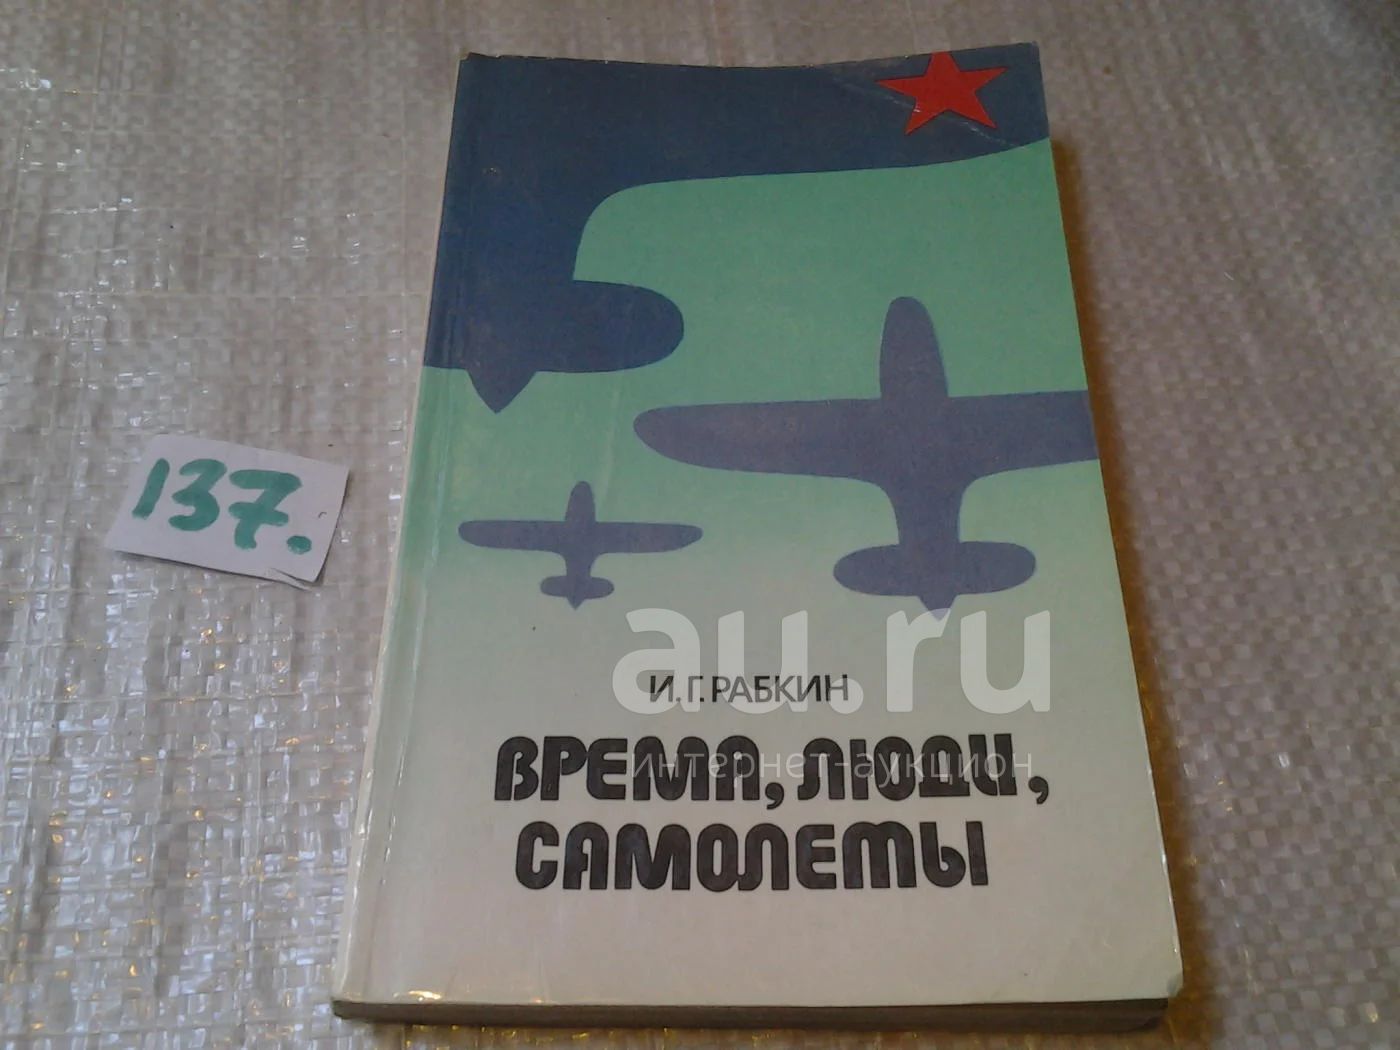 137.
au.ru
И.Г.РАБКИН
интернет-аукцион
ВРЕМЯ, ЛЮДИ,
САМОЛЕТЫ